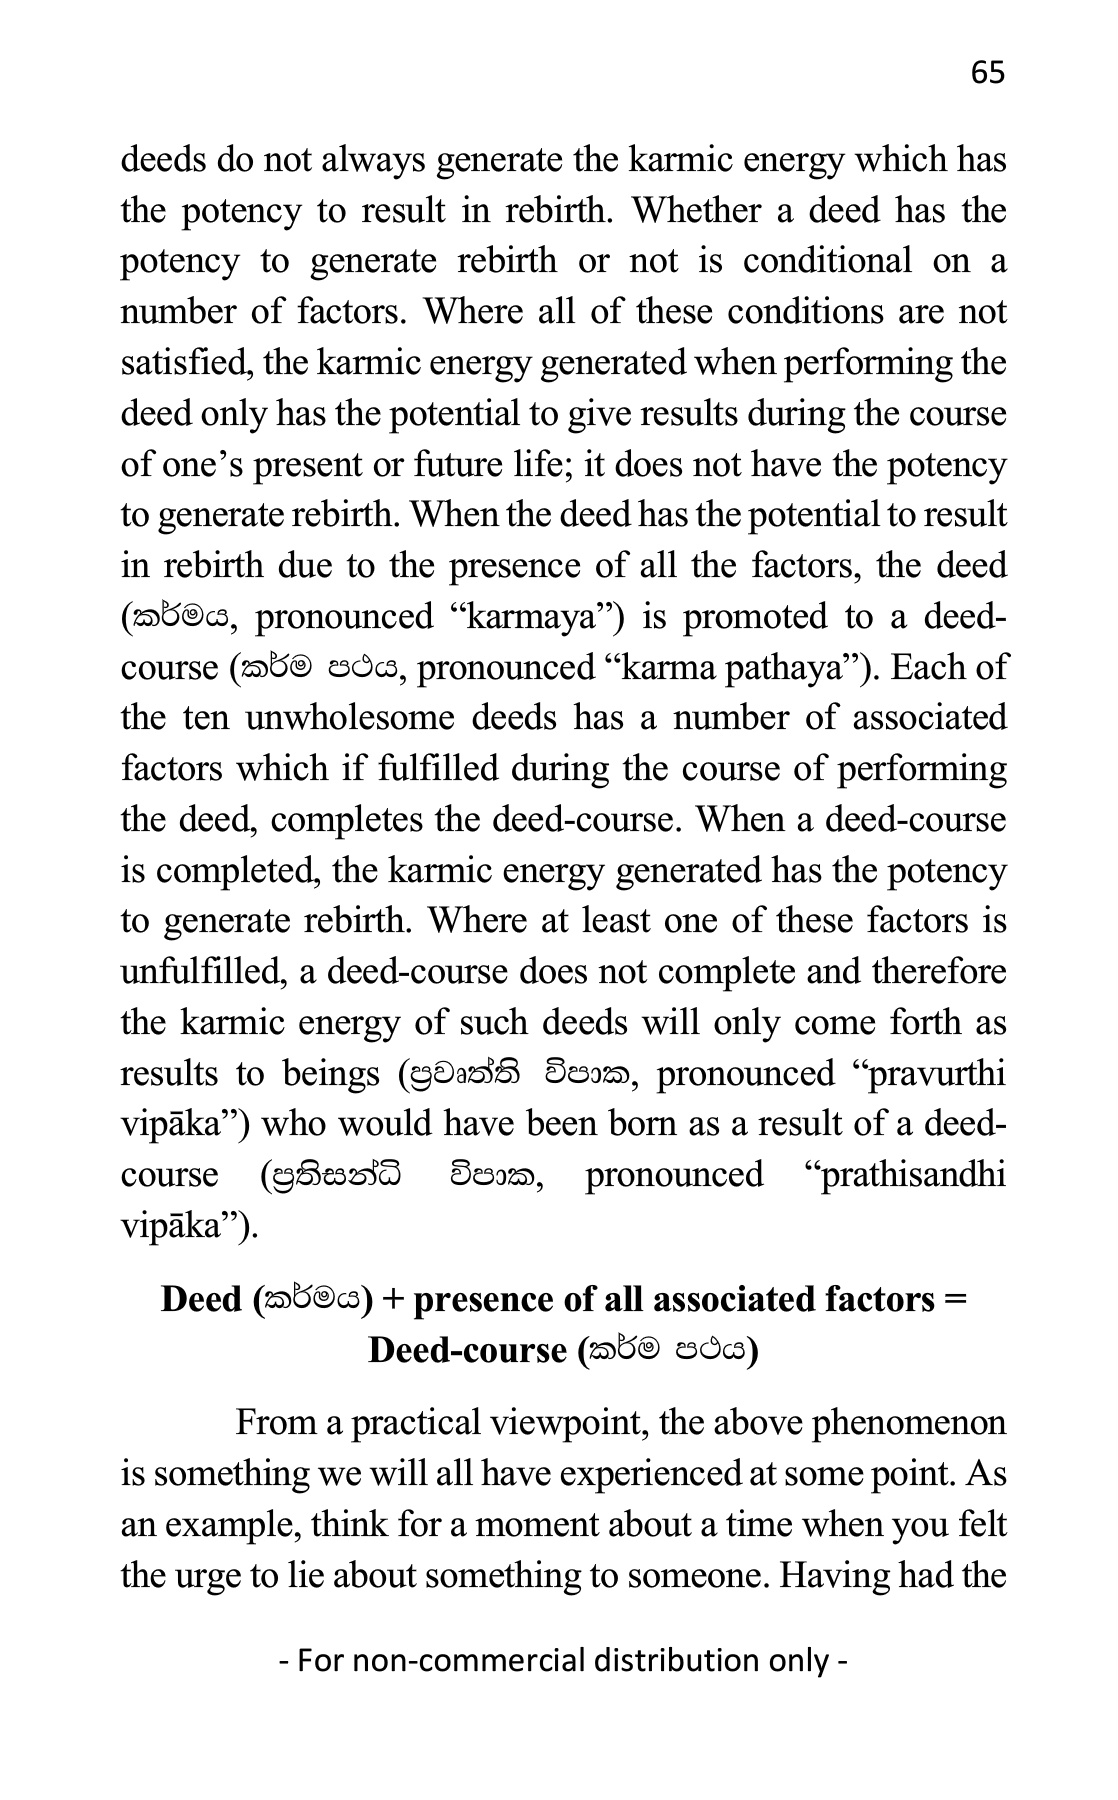 65
deeds do not always generate the karmic energy which has
the potency to result in rebirth. Whether a deed has the
potency to generate rebirth or not is conditional on a
number of factors. Where all of these conditions are not
satisfied, the karmic energy generated when performing the
deed only has the potential to give results during the course
of one’s present or future life; it does not have the potency
to generate rebirth. When the deed has the potential to result
in rebirth due to the presence of all the factors, the deed
(කර්මය, pronounced “karmaya”) is promoted to a deed-
course (කර්ම පථය, pronounced “karma pathaya”). Each of
the ten unwholesome deeds has a number of associated
factors which if fulfilled during the course of performing
the deed, completes the deed-course. When a deed-course
is completed, the karmic energy generated has the potency
to generate rebirth. Where at least one of these factors is
unfulfilled, a deed-course does not complete and therefore
the karmic energy of such deeds will only come forth as
results to beings (ප්‍රවෘත්ති විපාක, pronounced “pravurthi
vipāka”) who would have been born as a result of a deed-
course (ප්‍රතිසන්ධි විපාක, pronounced “prathisandhi
vipāka”).
Deed (කර්මය) + presence of all associated factors =
Deed-course (කර්ම පථය)
From a practical viewpoint, the above phenomenon
is something we will all have experienced at some point. As
an example, think for a moment about a time when you felt
the urge to lie about something to someone. Having had the
- For non-commercial distribution only -